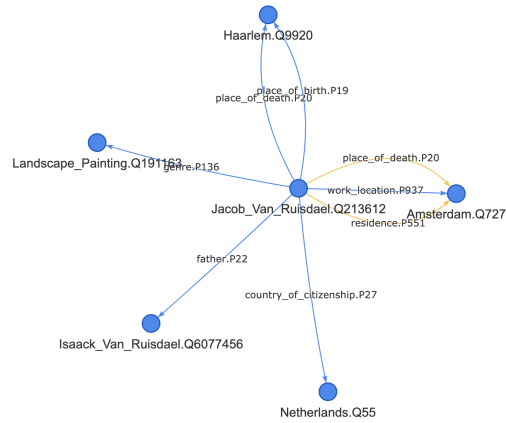 Haarlem.Q9920
place_of_birth.P19
place_of_death.P20
place_of_death.P20
Landscape_Painting.Q191163
genre.P136
work_location.P937
Jacob_Van_Ruisdael.Q213612
Amsterdam.Q727
residence.P551
father.P22
country_of_citizenship.P27
Isaack_Van_Ruisdael.Q6077456
Netherlands.Q55